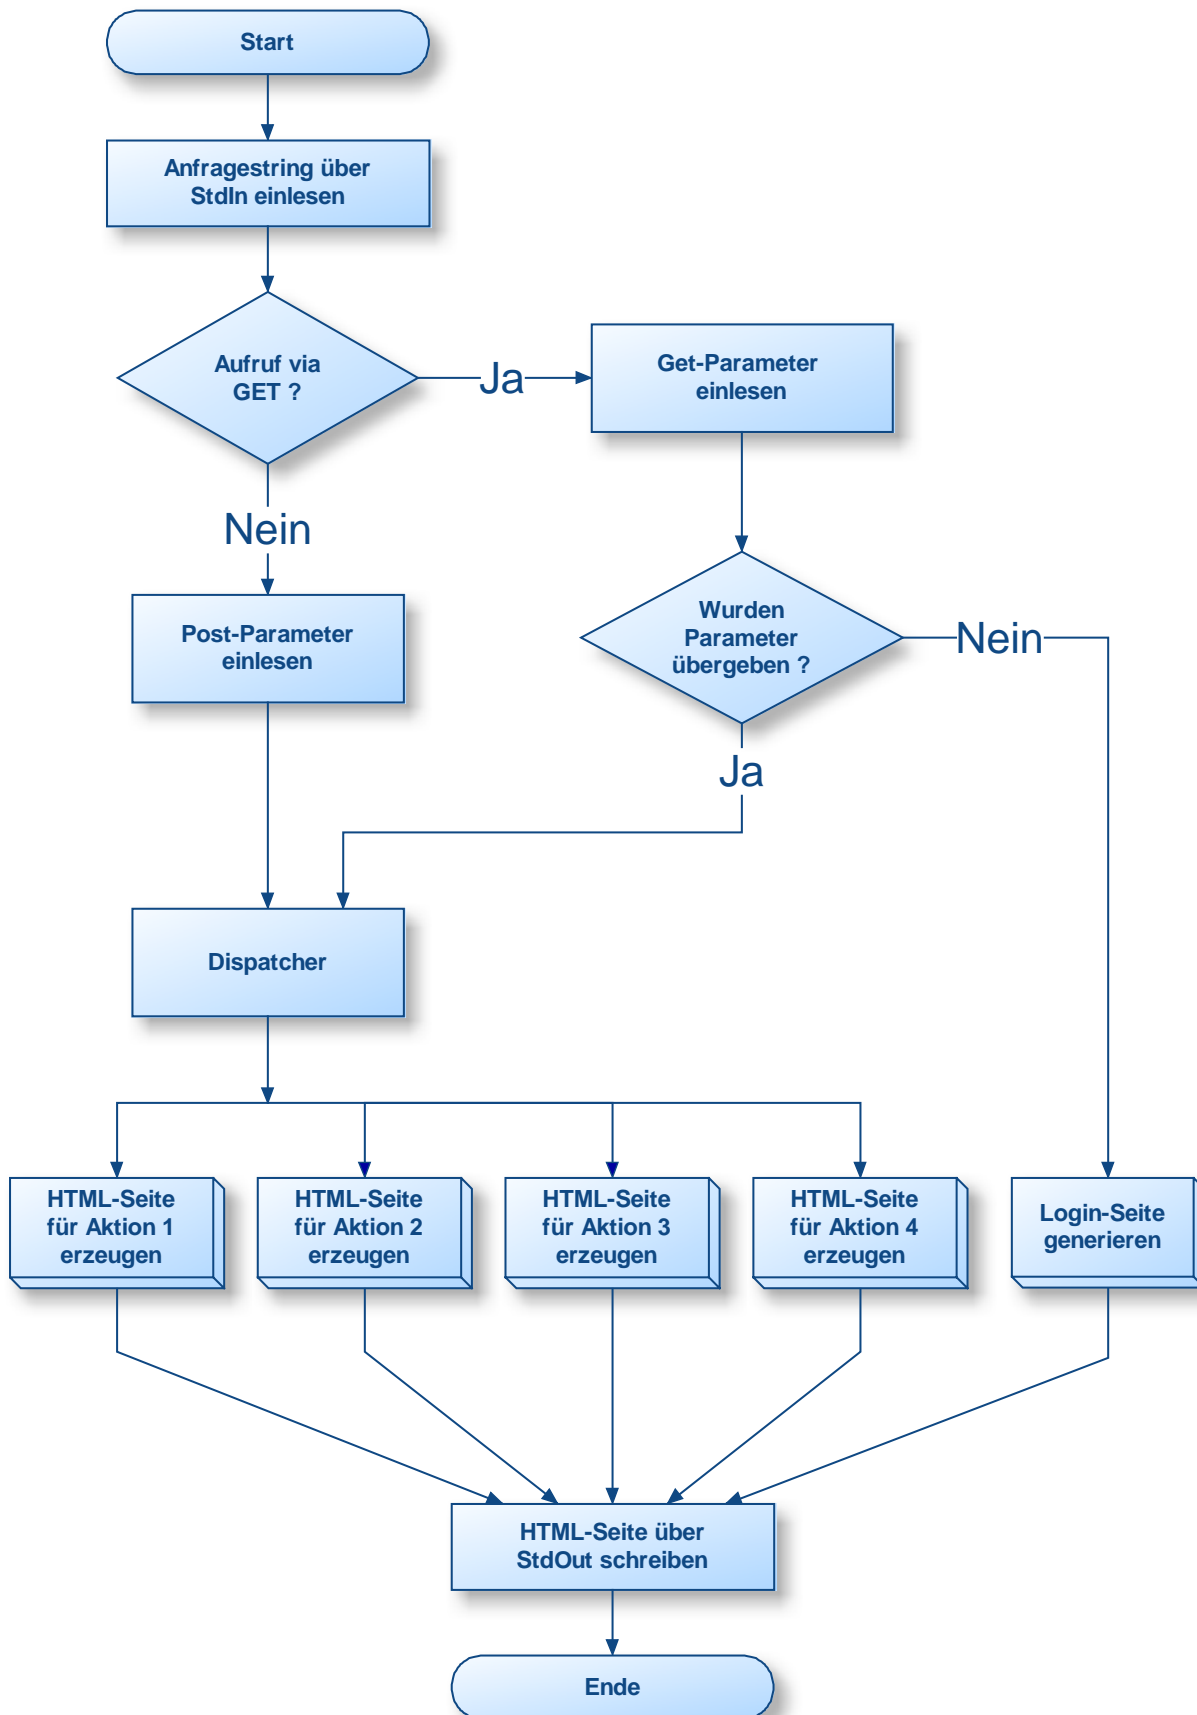 Start
Anfragestring über
StdIn einlesen
Aufruf via
GET ?
Ja
Get-Parameter
einlesen
Nein
Post-Parameter
einlesen
Wurden
Parameter
übergeben ?
Nein
Ja
Dispatcher
HTML-Seite
für Aktion 1
erzeugen
HTML-Seite
für Aktion 2
erzeugen
HTML-Seite
für Aktion 3
erzeugen
HTML-Seite
für Aktion 4
erzeugen
Login-Seite
generieren
HTML-Seite über
StdOut schreiben
Ende